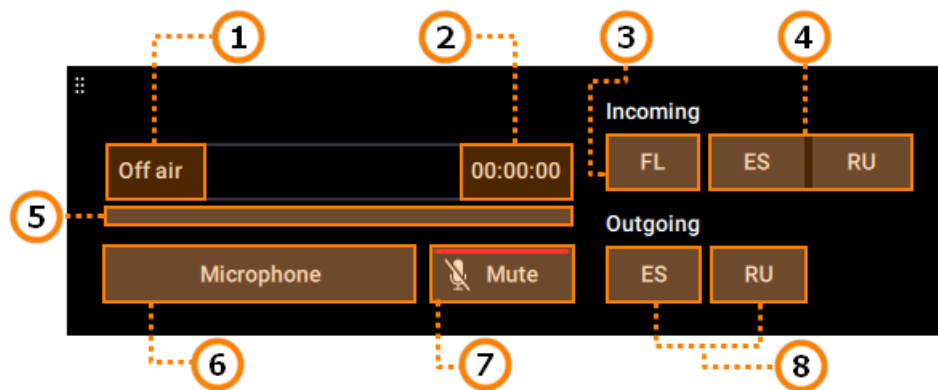 1
2
3
4
Incoming
Off air
00:00:00
FL
ES
RU
5
Outgoing
Microphone
Mute
ES
RU
6
7
8